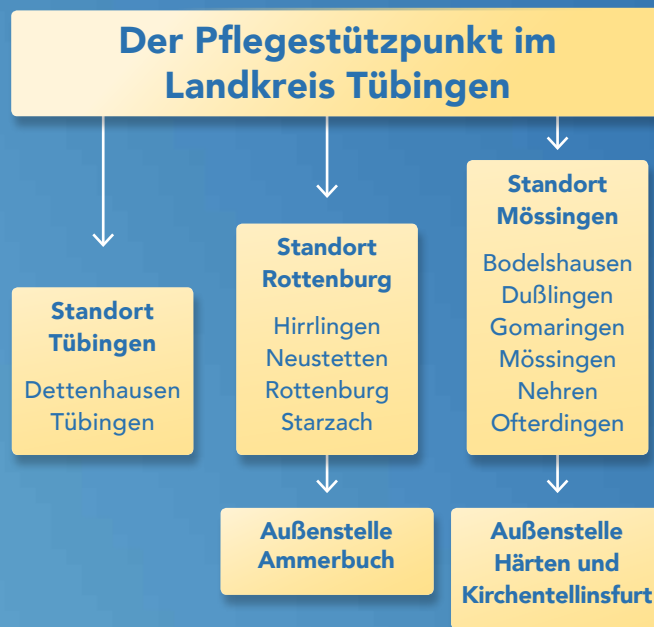 Der Pflegestützpunkt im
Landkreis Tübingen
Standort
Tübingen
Dettenhausen
Tübingen
Standort
Rottenburg
Hirrlingen
Neustetten
Rottenburg
Starzach
Außenstelle
Ammerbuch
Standort
Mössingen
Bodelshausen
Dußlingen
Gomaringen
Mössingen
Nehren
Ofterdingen
Außenstelle
Härten und
Kirchentellinsfurt